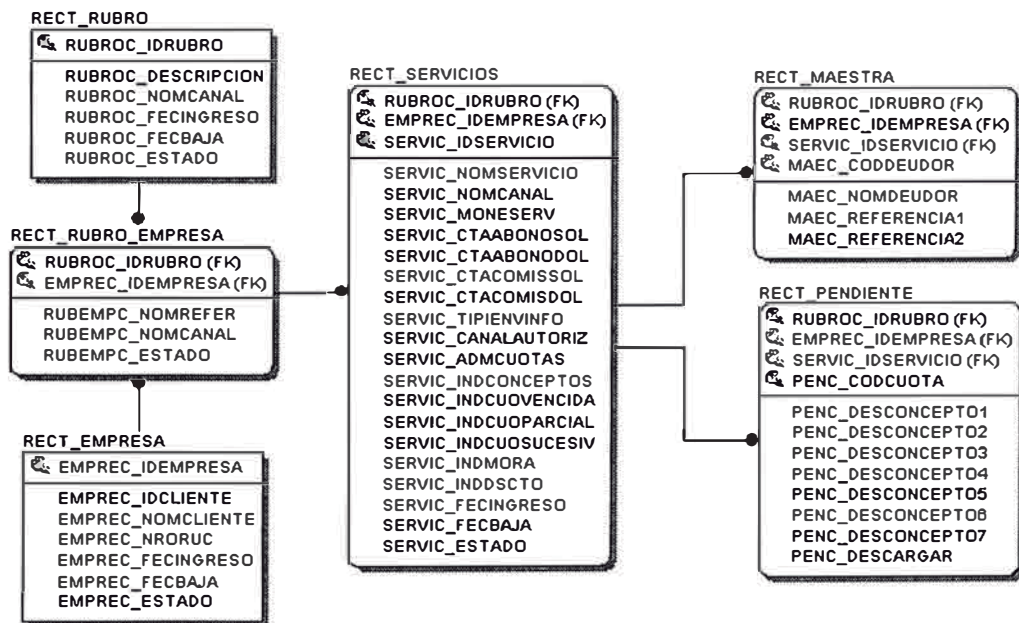 RECT_RUBRO
RUBROC_IDRUBRO
RUBROC_DESCRIPCION
RUBROC_NOMCANAL
RUBROC_FECINGRESO
RUBROC_FECBAJA
RUBROC_ESTADO
RECT_RUBRO_EMPRESA
RUBROC_IDRUBRO (FK)
EMPREC_IDEMPRESA (FK)
RUBEMPC_NOMREFER
RUBEMPC_NOMCANAL
RUBEMPC_ESTADO
RECT_EMPRESA
EMPREC_IDEMPRESA
EMPREC_IDCLIENTE
EMPREC_NOMCLIENTE
EMPREC_NRORUC
EMPREC_FECINGRESO
EMPREC_FECBAJA
EMPREC_ESTADO
RECT_SERVICIOS
RUBROC_IDRUBRO (FK)
EMPREC_IDEMPRESA (FK)
SERVIC_IDSERVICIO
SERVIC_NOMSERVICIO
SERVIC_NOMCANAL
SERVIC_MONESERV
SERVIC_CTAABONOSOL
SERVIC_CTAABONODOL
SERVIC_CTACOMISSOL
SERVIC_CTACOMISDOL
SERVIC_TIPIENVINFO
SERVIC_CANALAUTORIZ
SERVIC_ADMCUOTAS
SERVIC_INDCONCEPTOS
SERVIC_INDCUOVENCIDA
SERVIC_INDCUOPARCIAL
SERVIC_INDCUOSUCESIV
SERVIC_INDMORA
SERVIC_INDDSCTO
SERVIC_FECINGRESO
SERVIC_FECBAJA
SERVIC_ESTADO
RECT_MAESTRA
RUBROC_IDRUBRO (FK)
EMPREC_IDEMPRESA (FK)
SERVIC_IDSERVICIO (FK)
MAEC_CODDEUDOR
MAEC_NOMDEUDOR
MAEC_REFERENCIA1
MAEC_REFERENCIA2
RECT_PENDIENTE
RUBROC_IDRUBRO (FK)
EMPREC_IDEMPRESA (FK)
SERVIC_IDSERVICIO (FK)
PENC_CODCUOTA
PENC_DESCONCEPTO1
PENC_DESCONCEPTO2
PENC_DESCONCEPTO3
PENC_DESCONCEPTO4
PENC_DESCONCEPTO5
PENC_DESCONCEPTO6
PENC_DESCONCEPTO7
PENC_DESCARGAR